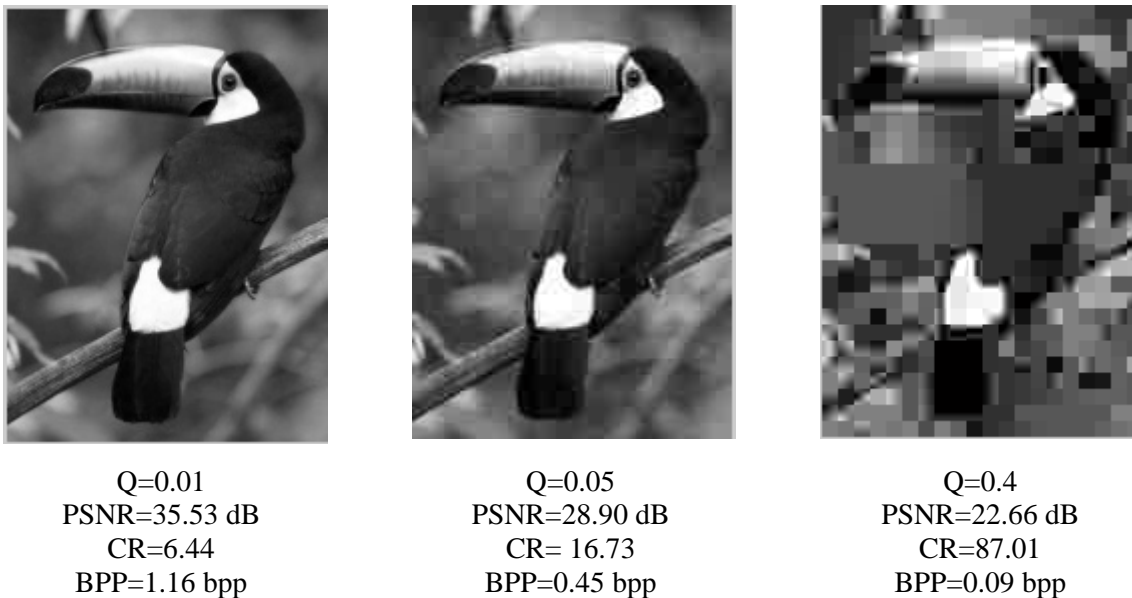 Q=0.01
PSNR=35.53 dB
CR=6.44
BPP=1.16 bpp
Q=0.05
PSNR=28.90 dB
CR= 16.73
BPP=0.45 bpp
Q=0.4
PSNR=22.66 dB
CR=87.01
BPP=0.09 bpp